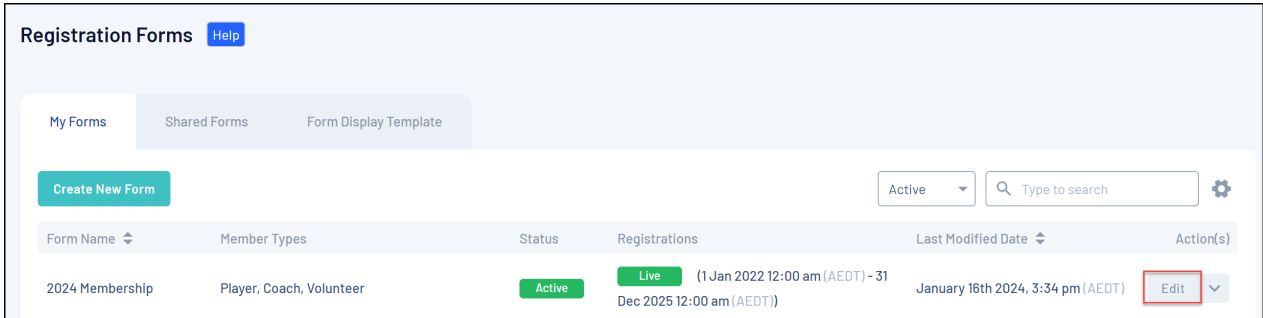 Registration Forms Help
My Forms Shared Forms Form Display Template
Create New Form Active Type to search
Form Name Member Types Status Registrations Last Modified Date Action(s)
2024 Membership Player, Coach, Volunteer Active Live (1 Jan 2022 12:00 am (AEDT) - 31 January 16th 2024, 3:34 pm (AEDT) Edit
Dec 2025 12:00 am (AEDT))